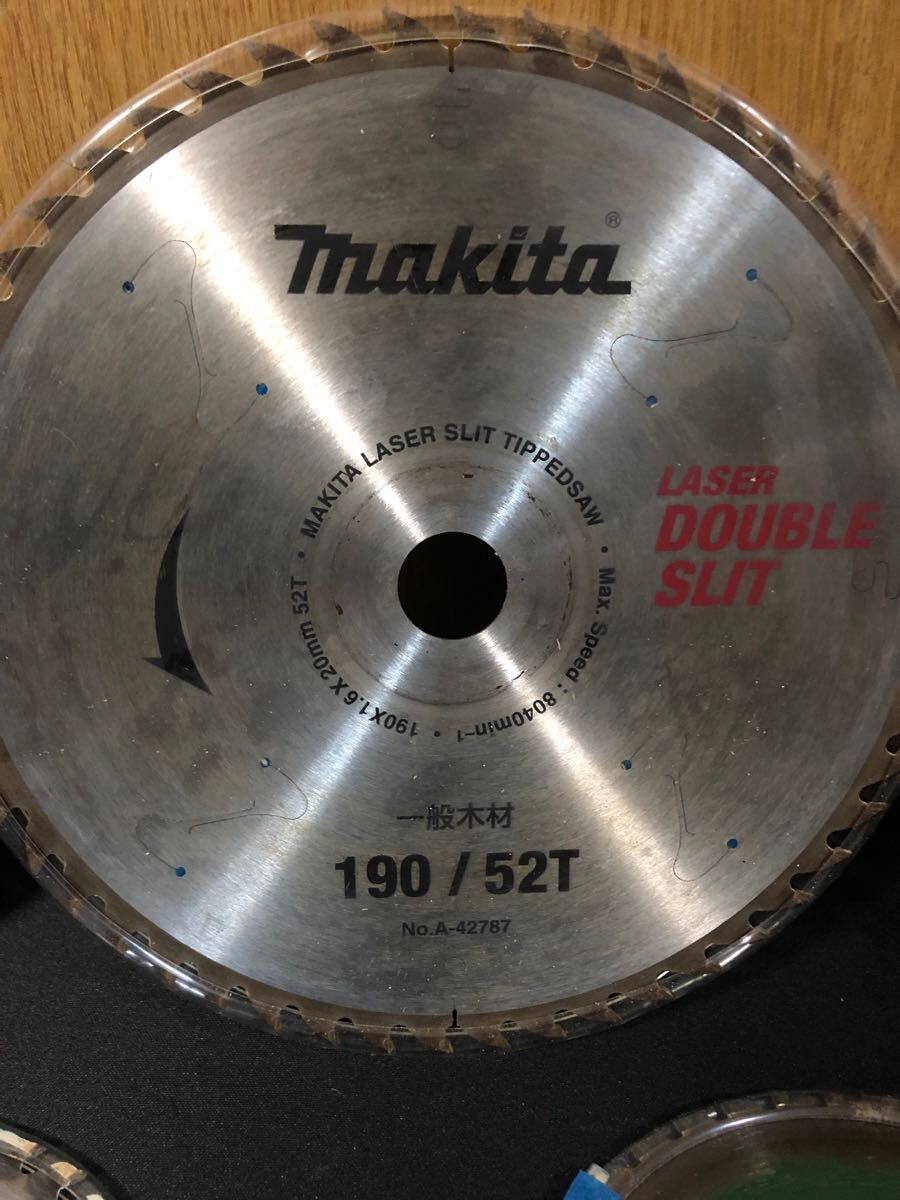 makita®
MAKITA LASER SLIT TIPPEDSAW • Max. Speed : 8040min-1 • 190X1.6X20mm 52T •
LASER
DOUBLE
SLIT
一般木材
190 / 52T
No.A-42787